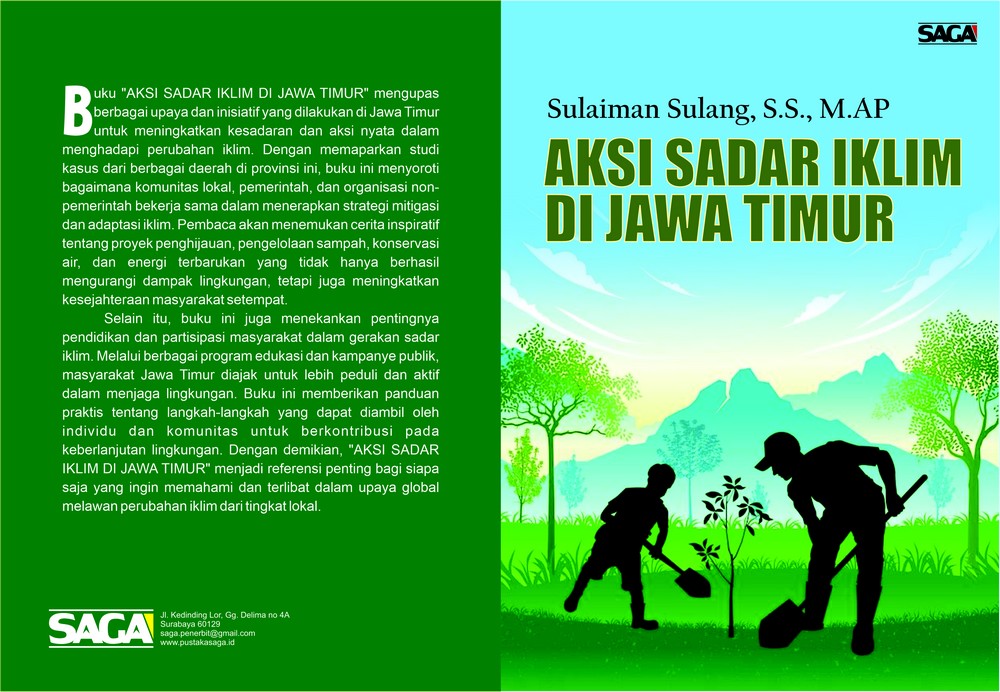 Buku "AKSI SADAR IKLIM DI JAWA TIMUR" mengupas
berbagai upaya dan inisiatif yang dilakukan di Jawa Timur
untuk meningkatkan kesadaran dan aksi nyata dalam
menghadapi perubahan iklim. Dengan memaparkan studi
kasus dari berbagai daerah di provinsi ini, buku ini menyoroti
bagaimana komunitas lokal, pemerintah, dan organisasi non-
pemerintah bekerja sama dalam menerapkan strategi mitigasi
dan adaptasi iklim. Pembaca akan menemukan cerita inspiratif
tentang proyek penghijauan, pengelolaan sampah, konservasi
air, dan energi terbarukan yang tidak hanya berhasil
mengurangi dampak lingkungan, tetapi juga meningkatkan
kesejahteraan masyarakat setempat.
Selain itu, buku ini juga menekankan pentingnya
pendidikan dan partisipasi masyarakat dalam gerakan sadar
iklim. Melalui berbagai program edukasi dan kampanye publik,
masyarakat Jawa Timur diajak untuk lebih peduli dan aktif
dalam menjaga lingkungan. Buku ini memberikan panduan
praktis tentang langkah-langkah yang dapat diambil oleh
individu dan komunitas untuk berkontribusi pada
keberlanjutan lingkungan. Dengan demikian, "AKSI SADAR
IKLIM DI JAWA TIMUR" menjadi referensi penting bagi siapa
saja yang ingin memahami dan terlibat dalam upaya global
melawan perubahan iklim dari tingkat lokal.
SAGA
Jl. Kedinding Lor, Gg. Delima no 4A
Surabaya 60129
saga.penerbit@gmail.com
www.pustakasaga.id
SAGA
Sulaiman Sulang, S.S., M.AP
AKSI SADAR IKLIM
DI JAWA TIMUR